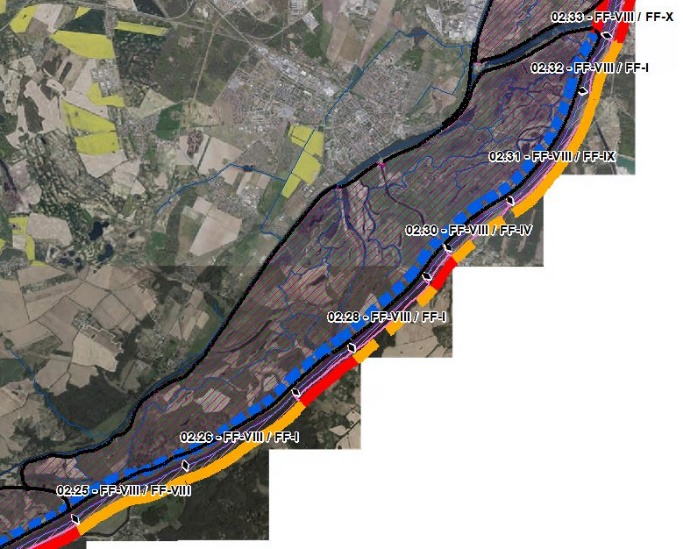 02.33 - FF-VIII / FF-X
02.32 - FF-VIII / FF-I
02.31 - FF-VIII / FF-IX
02.30 - FF-VIII / FF-IV
02.28 - FF-VIII / FF-I
02.26 - FF-VIII / FF-I
02.25 - FF-VIII / FF-VIII